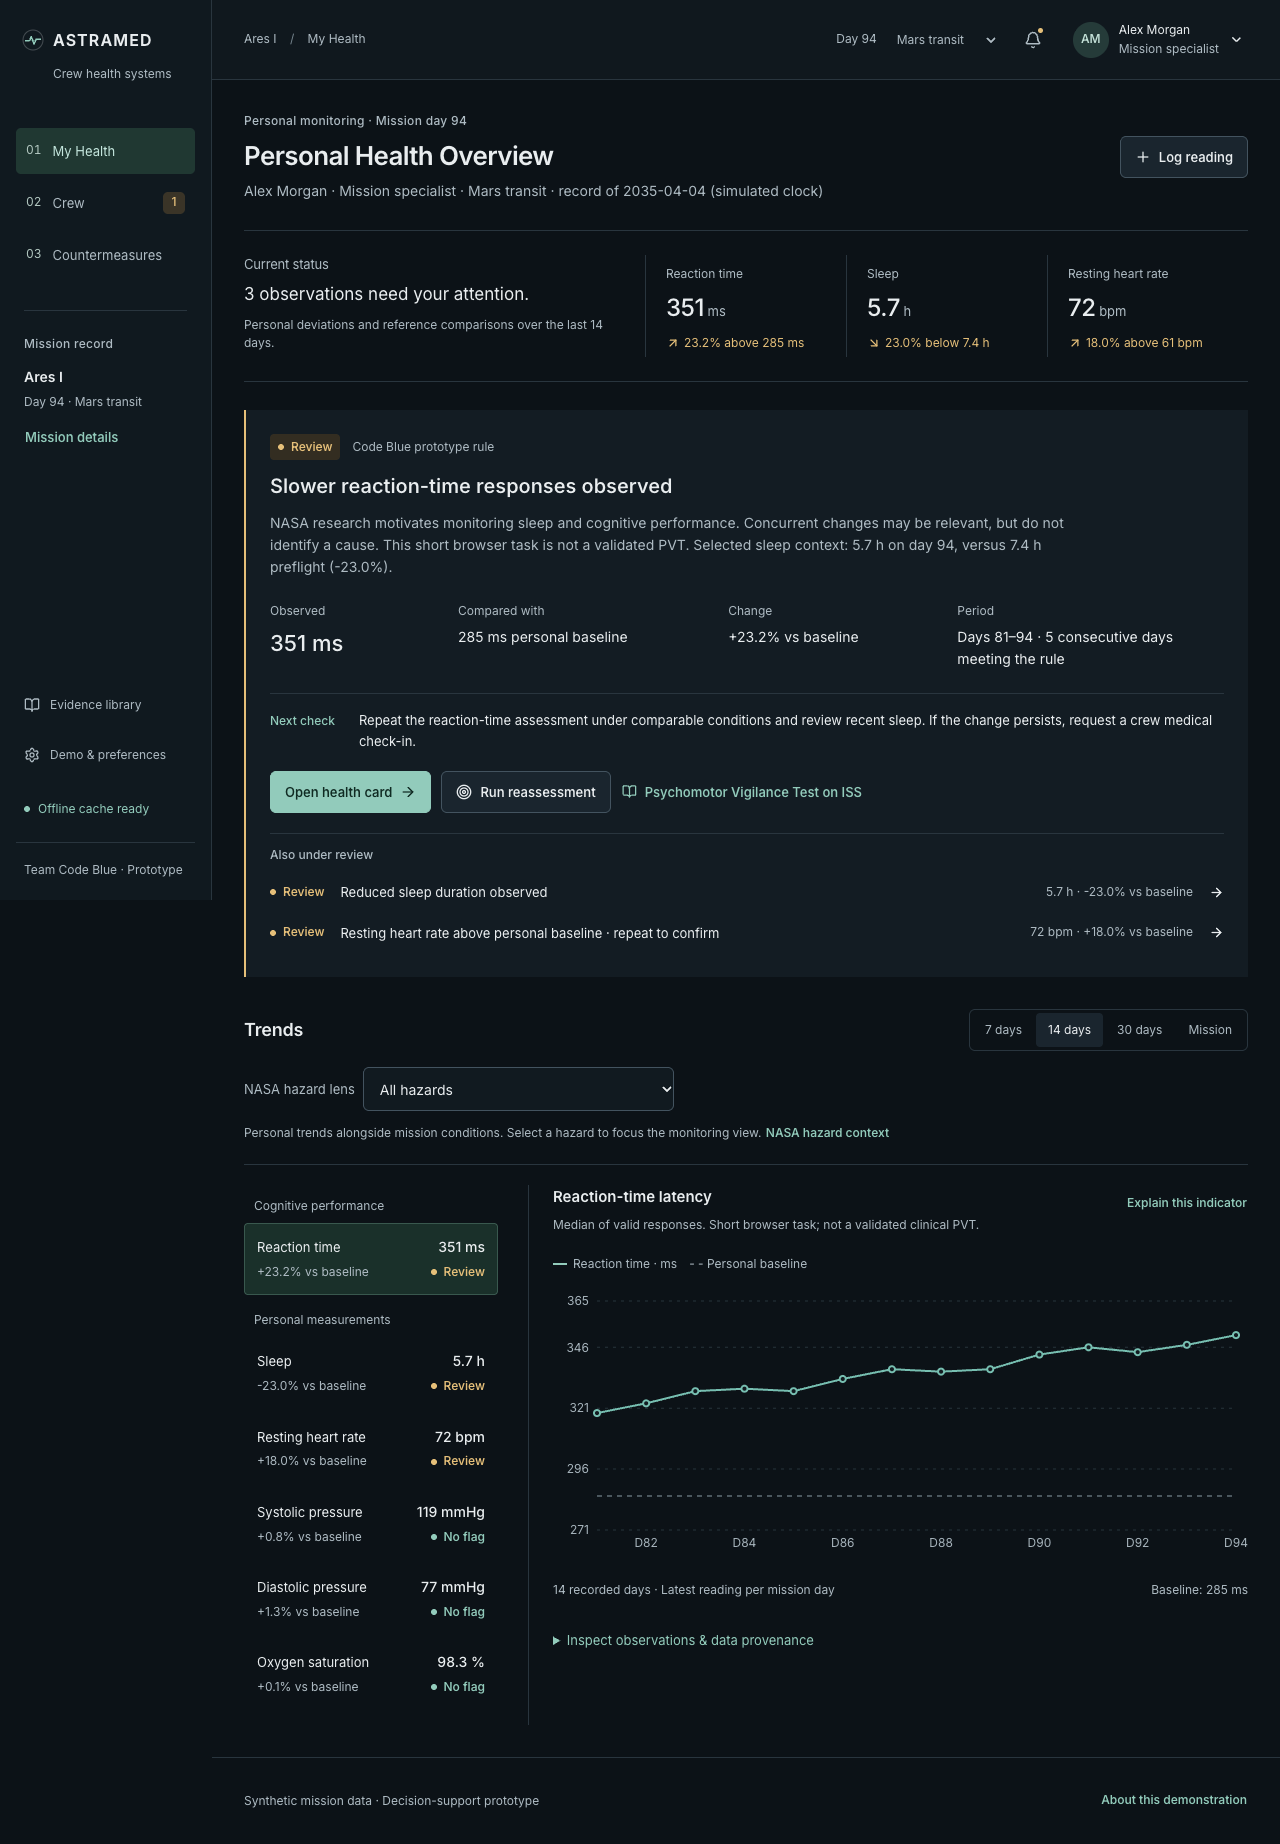 ASTRAMED
Crew health systems
01 My Health
02 Crew 1
03 Countermeasures
Mission record
Ares I
Day 94 · Mars transit
Mission details
Evidence library
Demo & preferences
Offline cache ready
Team Code Blue · Prototype
Ares I / My Health
Day 94 Mars transit
AM
Alex Morgan
Mission specialist
Personal monitoring · Mission day 94
Personal Health Overview
Alex Morgan · Mission specialist · Mars transit · record of 2035-04-04 (simulated clock)
Log reading
Current status
3 observations need your attention.
Personal deviations and reference comparisons over the last 14
days.
Reaction time
351 ms
23.2% above 285 ms
Sleep
5.7 h
23.0% below 7.4 h
Resting heart rate
72 bpm
18.0% above 61 bpm
Review Code Blue prototype rule
Slower reaction-time responses observed
NASA research motivates monitoring sleep and cognitive performance. Concurrent changes may be relevant, but do not
identify a cause. This short browser task is not a validated PVT. Selected sleep context: 5.7 h on day 94, versus 7.4 h
preflight (-23.0%).
Observed
351 ms
Compared with
285 ms personal baseline
Change
+23.2% vs baseline
Period
Days 81–94 · 5 consecutive days
meeting the rule
Next check
Repeat the reaction-time assessment under comparable conditions and review recent sleep. If the change persists, request a crew medical
check-in.
Open health card
Run reassessment
Psychomotor Vigilance Test on ISS
Also under review
Review Reduced sleep duration observed 5.7 h · -23.0% vs baseline
Review Resting heart rate above personal baseline · repeat to confirm 72 bpm · +18.0% vs baseline
Trends
7 days 14 days 30 days Mission
NASA hazard lens All hazards
Personal trends alongside mission conditions. Select a hazard to focus the monitoring view. NASA hazard context
Cognitive performance
Reaction time 351 ms
+23.2% vs baseline Review
Personal measurements
Sleep 5.7 h
-23.0% vs baseline Review
Resting heart rate 72 bpm
+18.0% vs baseline Review
Systolic pressure 119 mmHg
+0.8% vs baseline No flag
Diastolic pressure 77 mmHg
+1.3% vs baseline No flag
Oxygen saturation 98.3 %
+0.1% vs baseline No flag
Reaction-time latency
Explain this indicator
Median of valid responses. Short browser task; not a validated clinical PVT.
Reaction time · ms Personal baseline
365
346
321
296
271
D82 D84 D86 D88 D90 D92 D94
14 recorded days · Latest reading per mission day
Baseline: 285 ms
Inspect observations & data provenance
Synthetic mission data · Decision-support prototype
About this demonstration